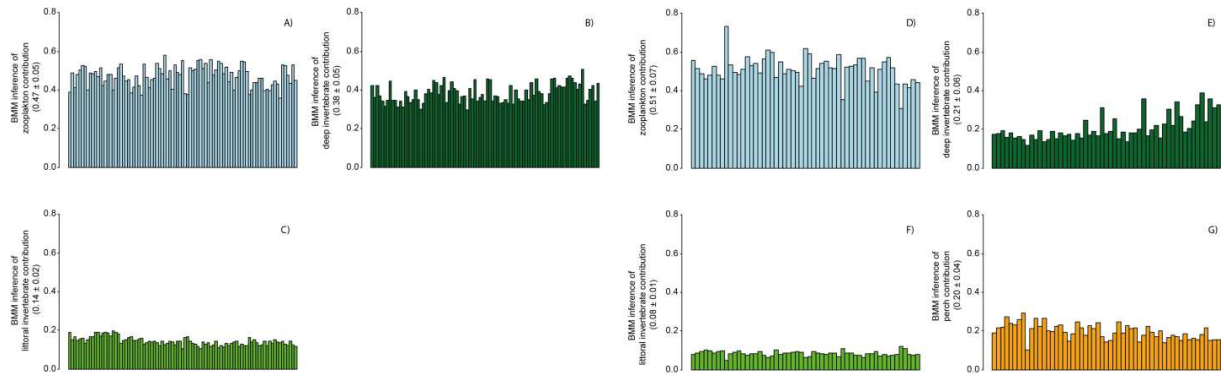 A)
BMM inference of
zooplakton contribution
(0.47 ± 0.05)
0.8
0.6
0.4
0.2
0.0
B)
BMM inference of
deep invertebrate contribution
(0.38 ± 0.05)
0.8
0.6
0.4
0.2
0.0
D)
BMM inference of
zooplankton contribution
(0.51 ± 0.07)
0.8
0.6
0.4
0.2
0.0
E)
BMM inference of
deep invertebrate contribution
(0.21 ± 0.06)
0.8
0.6
0.4
0.2
0.0
C)
BMM inference of
littoral invertebrate contribution
(0.14 ± 0.02)
0.8
0.6
0.4
0.2
0.0
F)
BMM inference of
littoral invertebrate contribution
(0.08 ± 0.01)
0.8
0.6
0.4
0.2
0.0
G)
BMM inference of
perch contribution
(0.20 ± 0.04)
0.8
0.6
0.4
0.2
0.0